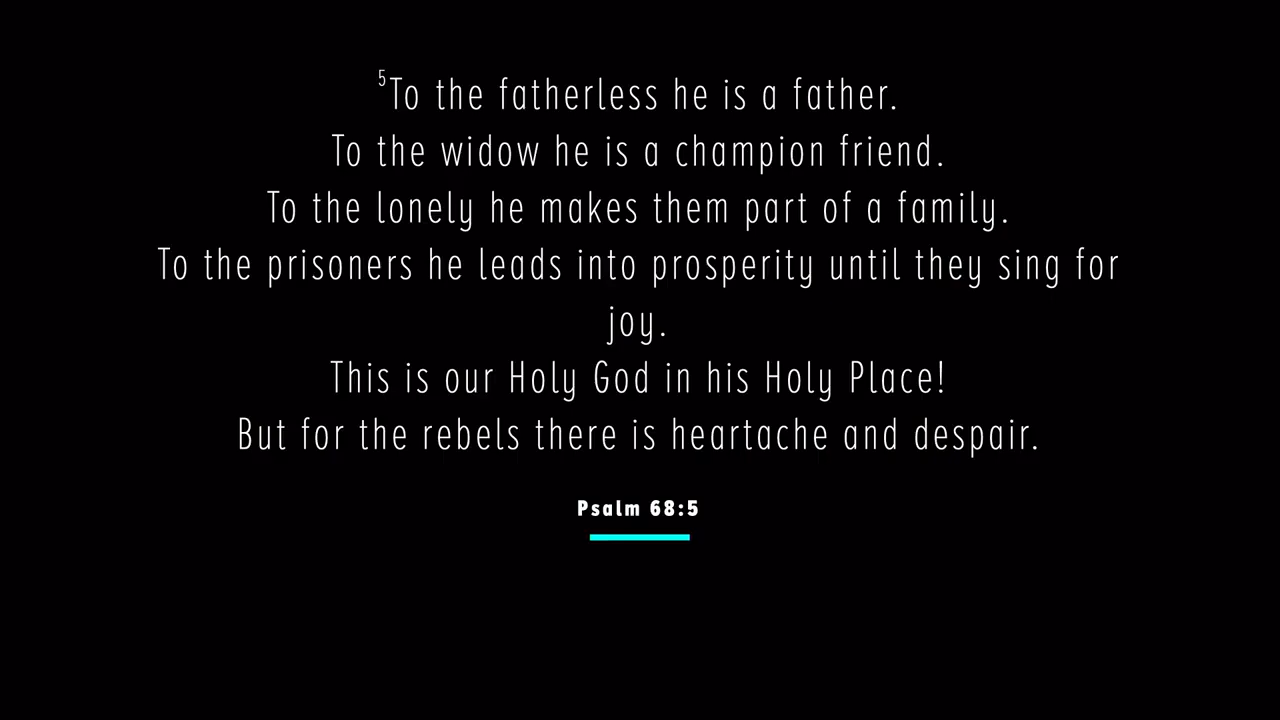 5To the fatherless he is a father.
To the widow he is a champion friend.
To the lonely he makes them part of a family.
To the prisoners he leads into prosperity until they sing for
joy.
This is our Holy God in his Holy Place!
But for the rebels there is heartache and despair.
Psalm 68:5